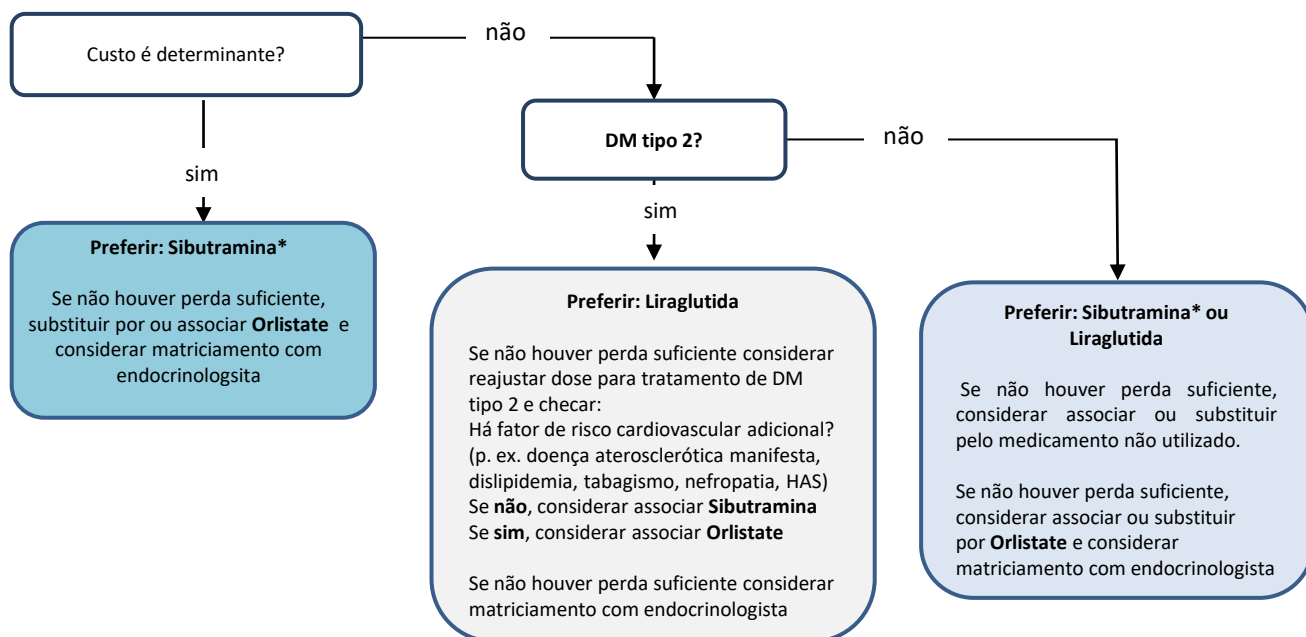 Custo é determinante?
não
sim
DM tipo 2?
não
sim
Preferir: Sibutramina*
Se não houver perda suficiente,
substituir por ou associar Orlistate e
considerar matriciamento com
endocrinologsita
Preferir: Liraglutida
Se não houver perda suficiente considerar
reajustar dose para tratamento de DM
tipo 2 e checar:
Há fator de risco cardiovascular adicional?
(p. ex. doença aterosclerótica manifesta,
dislipidemia, tabagismo, nefropatia, HAS)
Se não, considerar associar Sibutramina
Se sim, considerar associar Orlistate
Se não houver perda suficiente considerar
matriciamento com endocrinologista
Preferir: Sibutramina* ou
Liraglutida
Se não houver perda suficiente,
considerar associar ou substituir
pelo medicamento não utilizado.
Se não houver perda suficiente,
considerar associar ou substituir
por Orlistate e considerar
matriciamento com endocrinologista